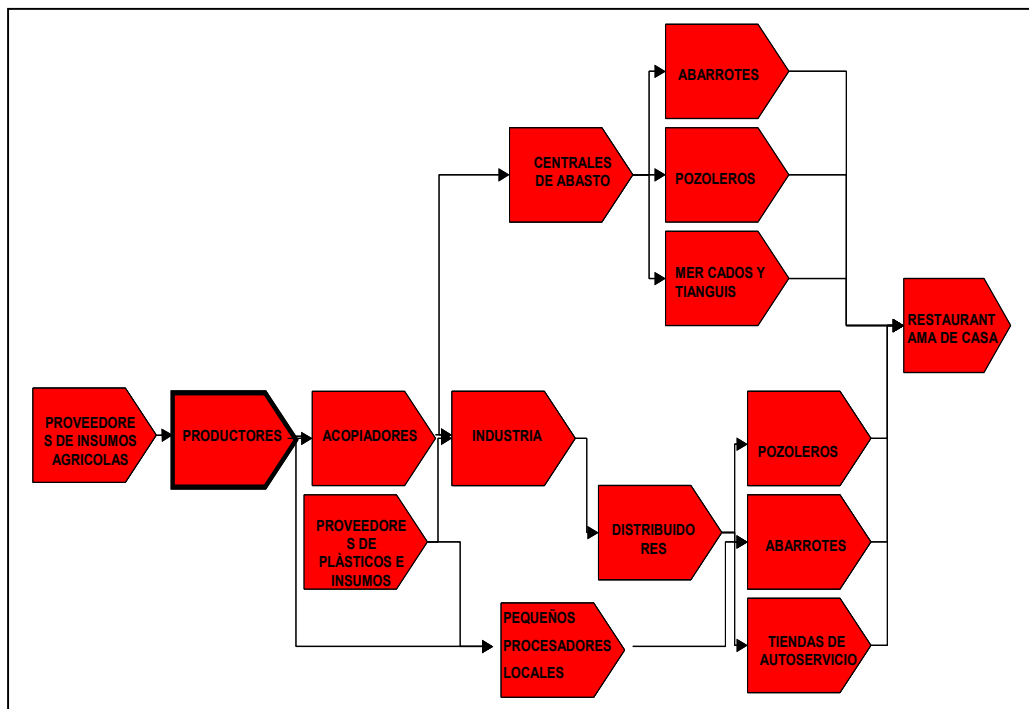 ABARROTES
CENTRALES
DE ABASTO
POZOLEROS
MER CADOS Y
TIANGUIS
RESTAURANT
AMA DE CASA
PROVEEDORE
S DE INSUMOS
AGRICOLAS
PRODUCTORES
ACOPIADORES
INDUSTRIA
POZOLEROS
PROVEEDORE
S DE
PLÀSTICOS E
INSUMOS
DISTRIBUIDO
RES
ABARROTES
PEQUEÑOS
PROCESADORES
LOCALES
TIENDAS DE
AUTOSERVICIO